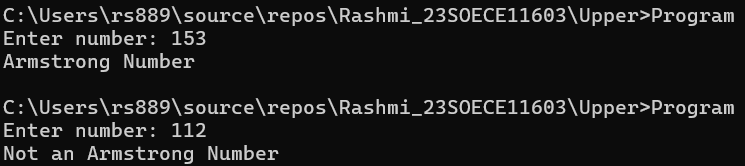 C:\Users\rs889\source\repos\Rashmi_23SOECE11603\Upper>Program
Enter number: 153
Armstrong Number
C:\Users\rs889\source\repos\Rashmi_23SOECE11603\Upper>Program
Enter number: 112
Not an Armstrong Number